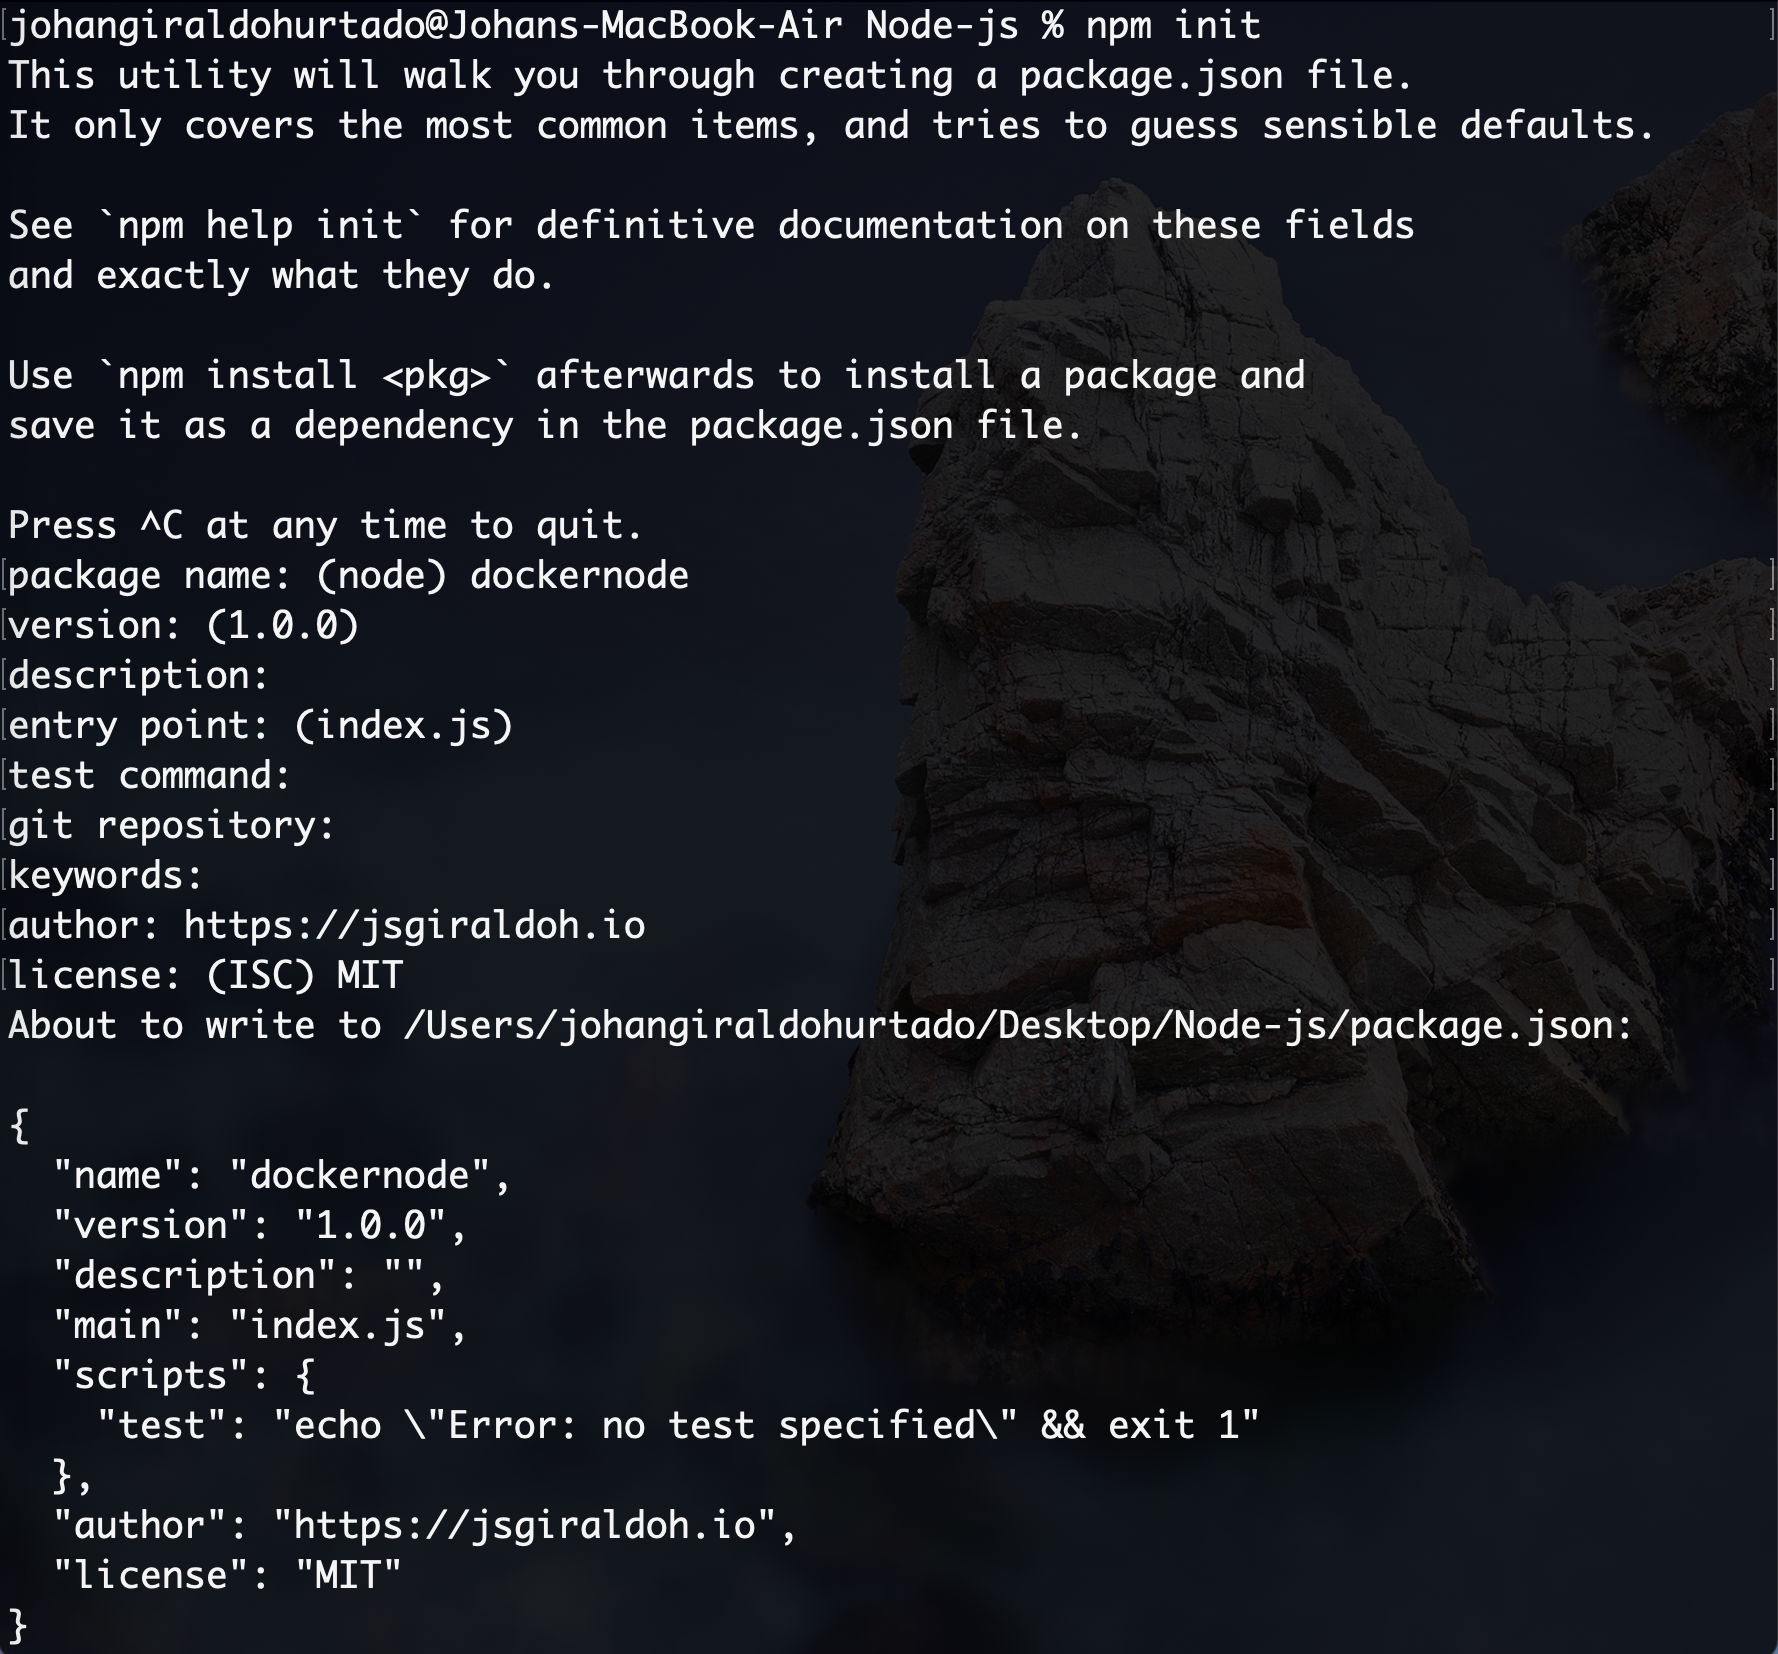 johangiraldohurtado@Johans-MacBook-Air Node-js % npm init
This utility will walk you through creating a package.json file.
It only covers the most common items, and tries to guess sensible defaults.
See `npm help init` for definitive documentation on these fields
and exactly what they do.
Use `npm install <pkg>` afterwards to install a package and
save it as a dependency in the package.json file.
Press ^C at any time to quit.
package name: (node) dockernode
version: (1.0.0)
description:
entry point: (index.js)
test command:
git repository:
keywords:
author: https://jsgiraldoh.io
license: (ISC) MIT
About to write to /Users/johangiraldohurtado/Desktop/Node-js/package.json:
{
  "name": "dockernode",
  "version": "1.0.0",
  "description": "",
  "main": "index.js",
  "scripts": {
    "test": "echo \"Error: no test specified\" && exit 1"
  },
  "author": "https://jsgiraldoh.io",
  "license": "MIT"
}